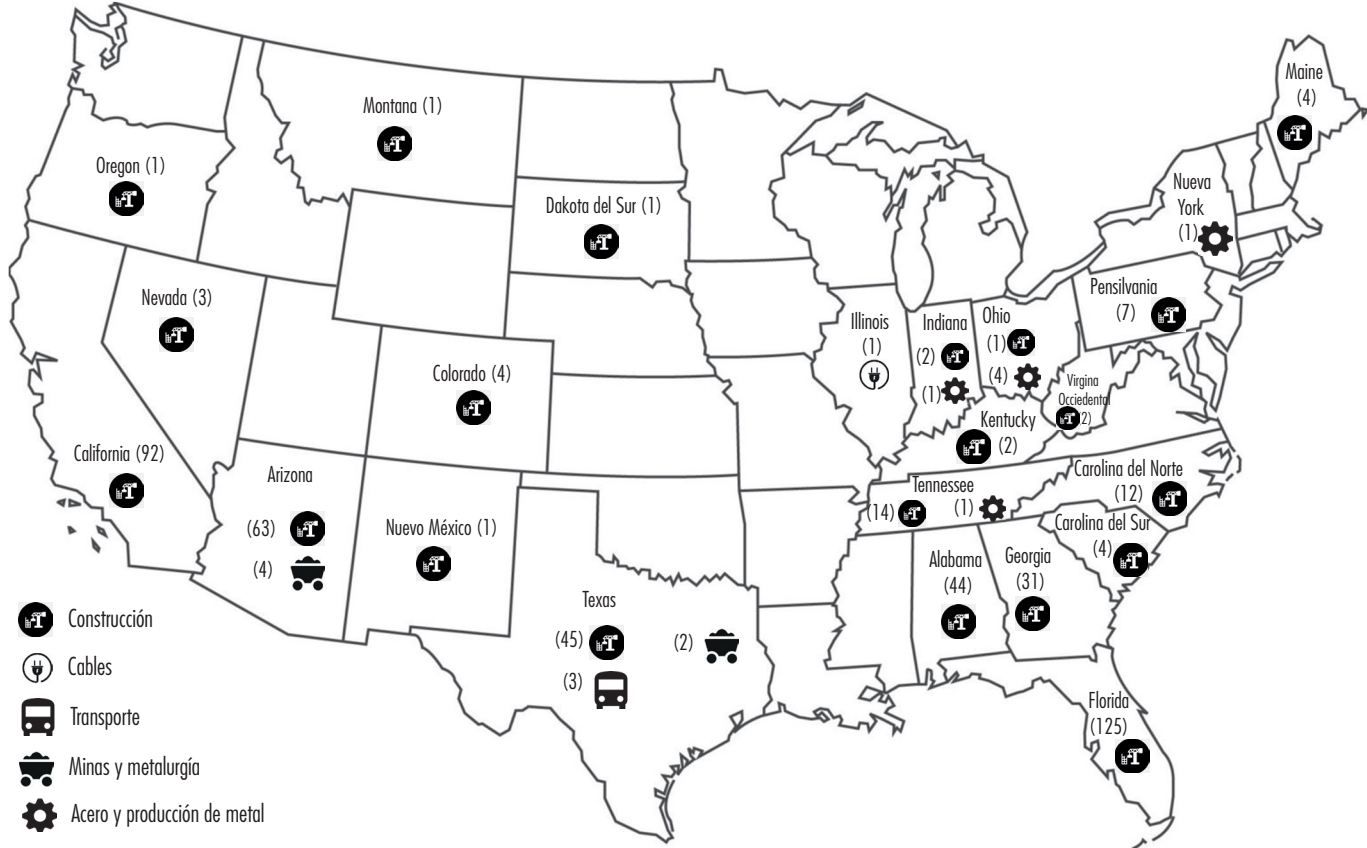 Maine
(4)
Montana (1)
Oregon (1)
Nueva
York
(1)
Dakota del Sur (1)
Nevada (3)
Pensilvania
(7)
Illinois
(1)
Indiana
(2)
(1)
Ohio
(1)
(4)
Colorado (4)
Virgina
Occiedental
(2)
Kentucky
(2)
California (92)
Arizona
(63)
(4)
Nuevo México (1)
Tennessee
(14)
(1)
Carolina del Norte
(12)
Carolina del Sur
(4)
Alabama
(44)
Georgia
(31)
Texas
(45)
(2)
(3)
Florida
(125)
Construcción
Cables
Transporte
Minas y metalurgía
Acero y producción de metal